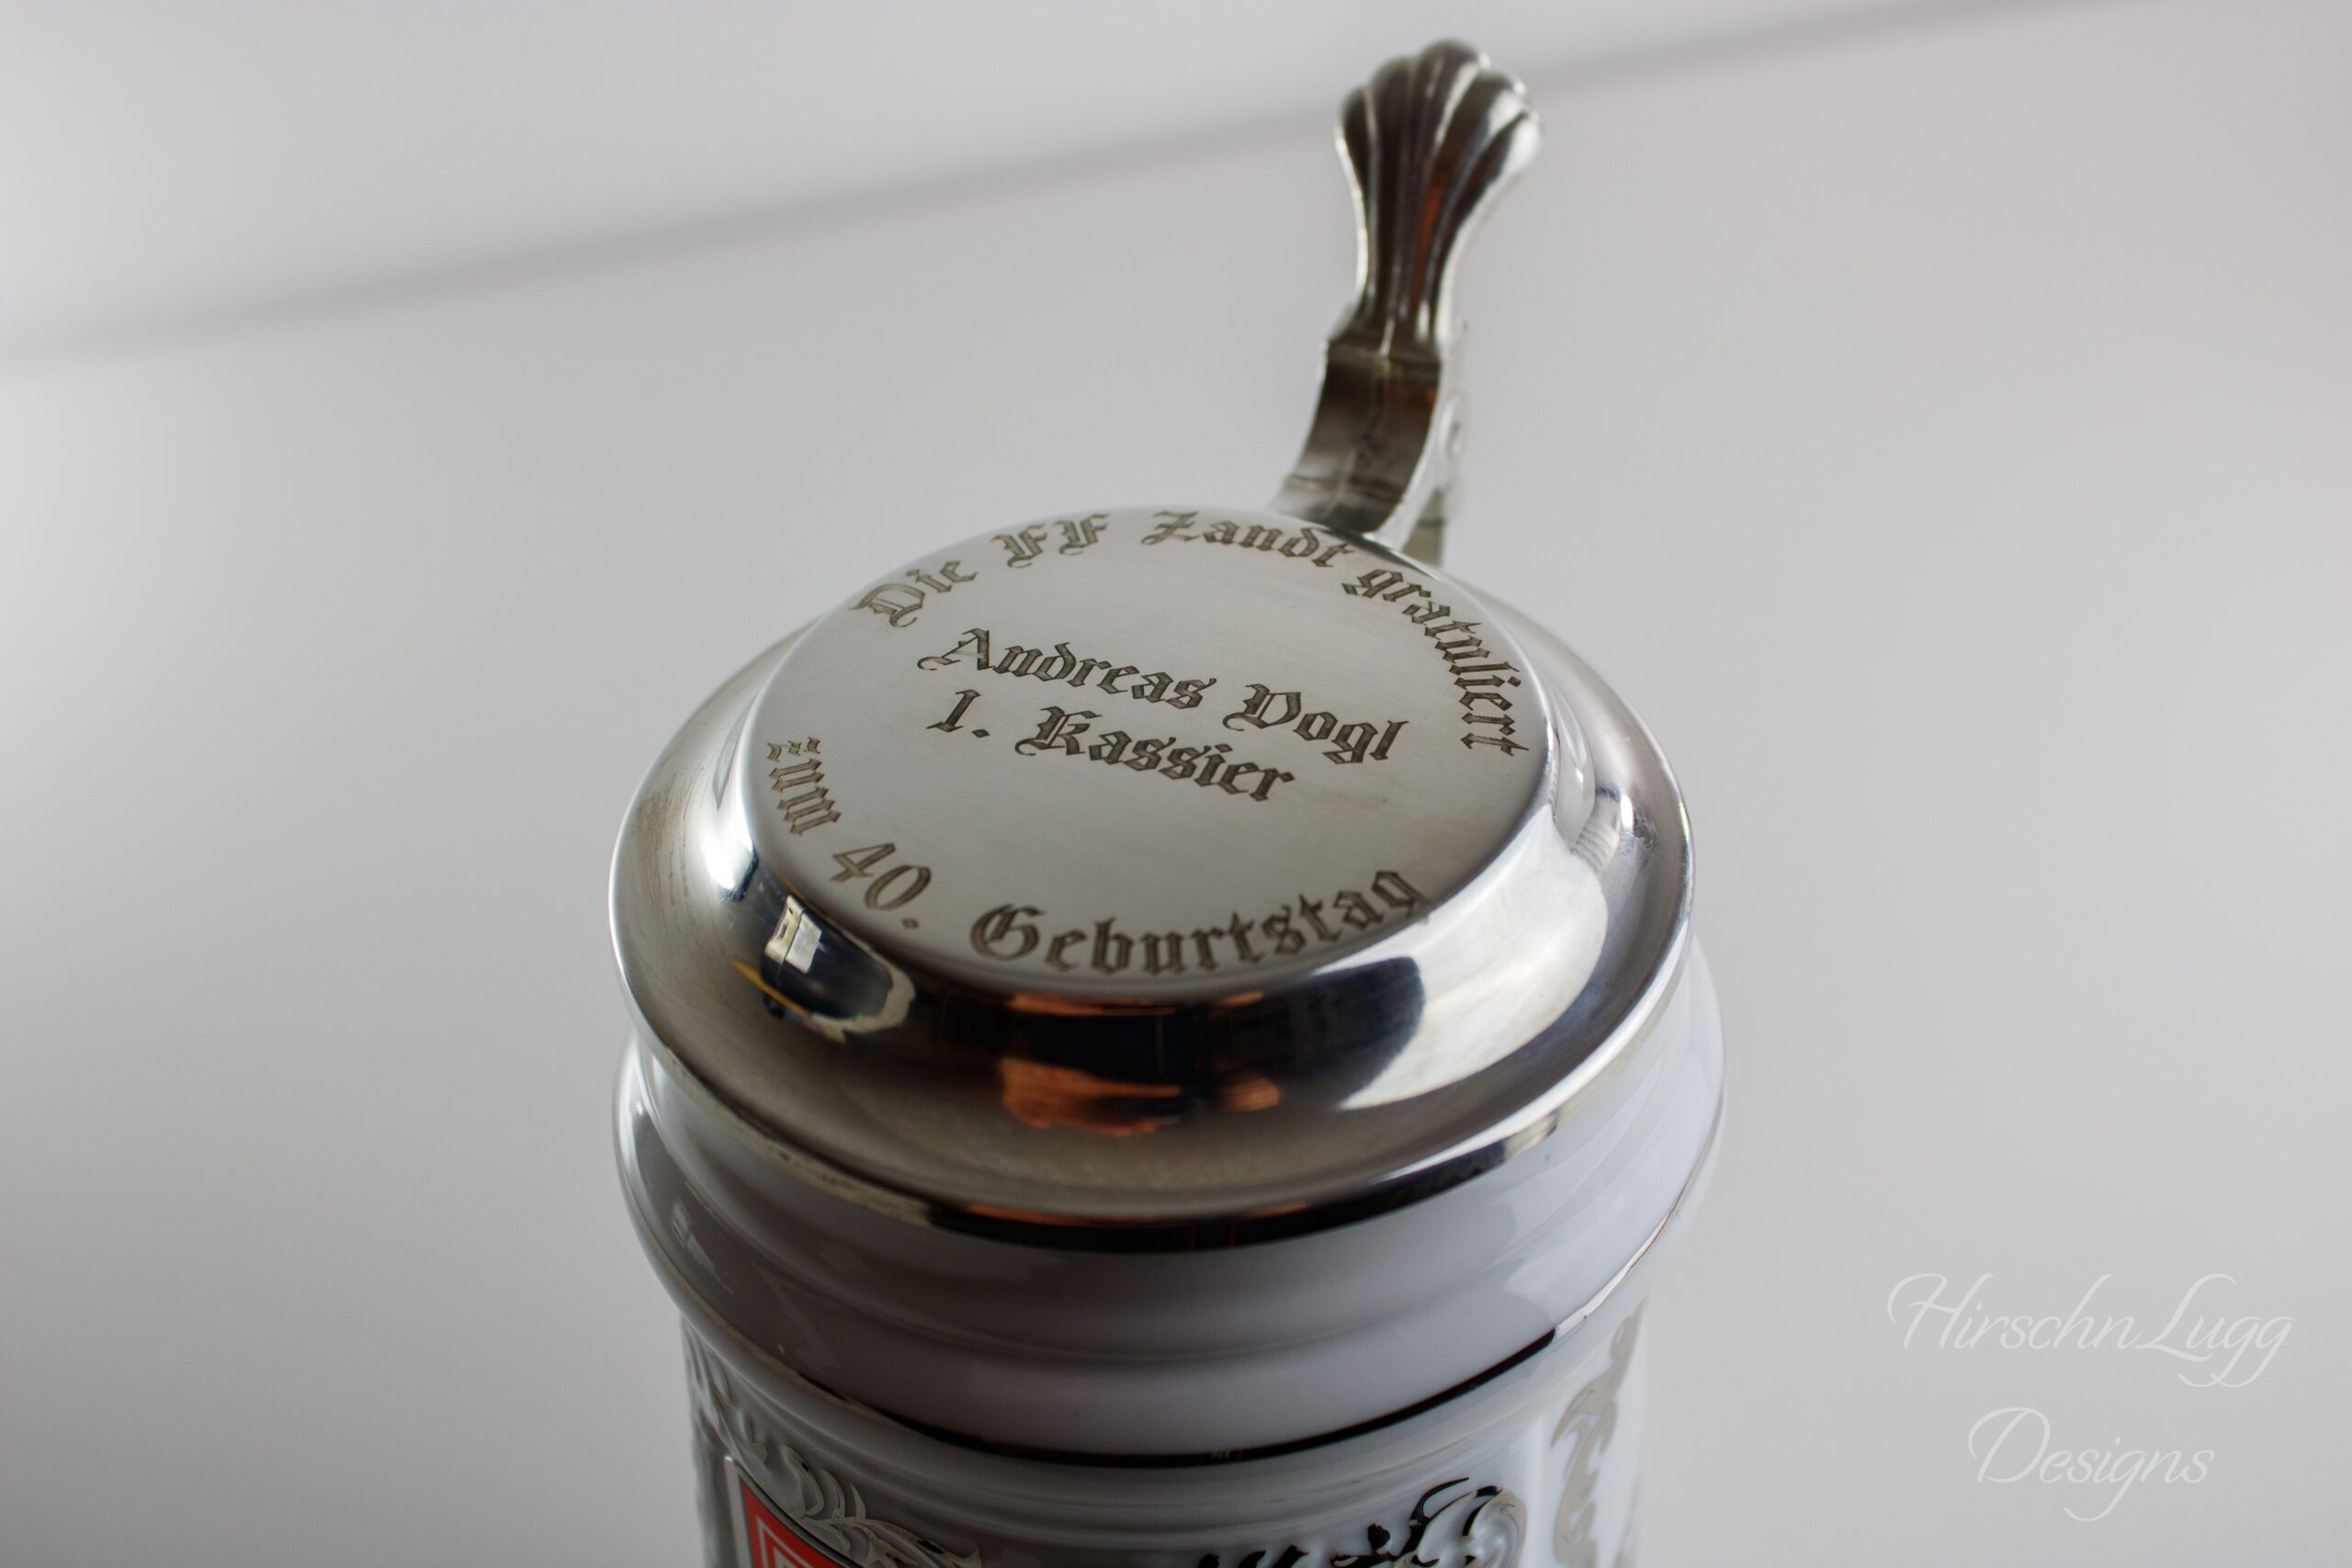 Die FF Zandt gratuliert
Andreas Vogl
1. Kassier
zum 40. Geburtstag
HirschnLugg
Designs